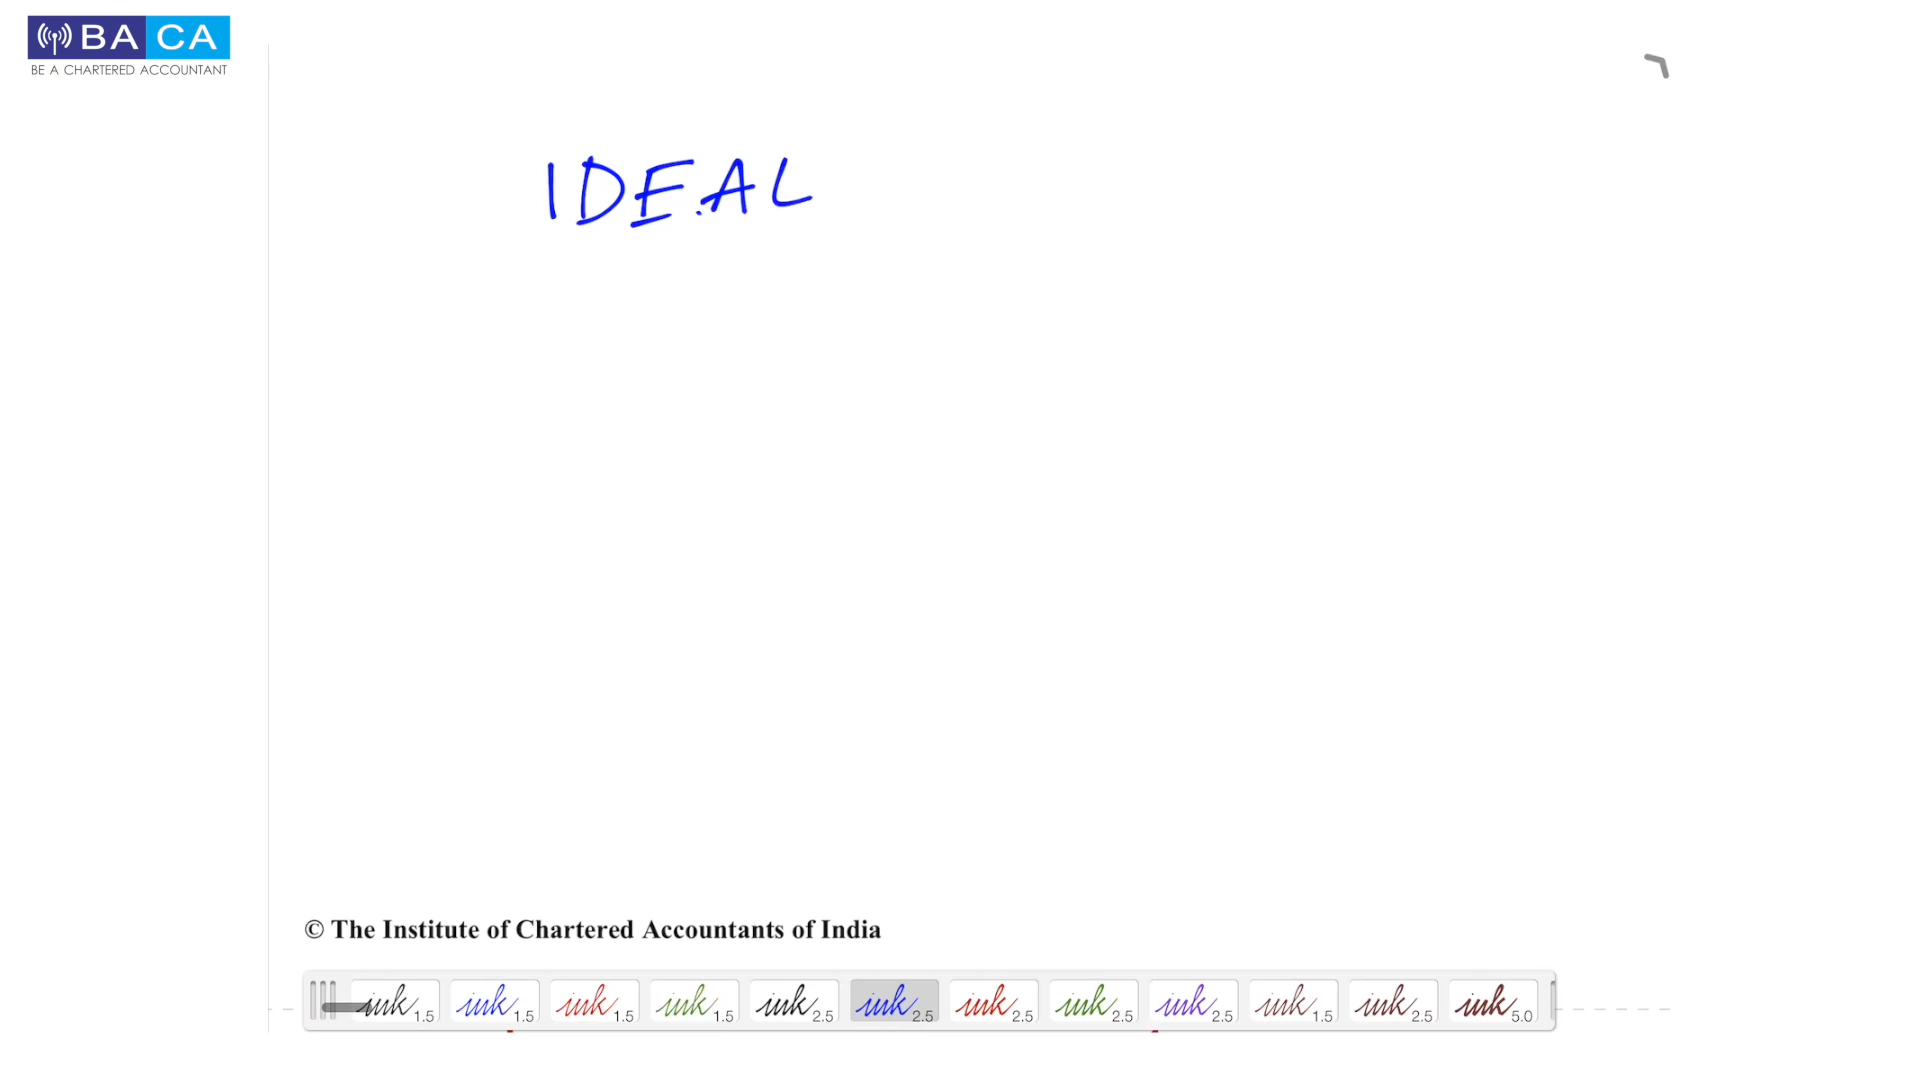 BA CA
BE A CHARTERED ACCOUNTANT
IDEAL
© The Institute of Chartered Accountants of India
ink 1.5 ink 1.5 ink 1.5 ink 1.5 ink 2.5 ink 2.5 ink 2.5 ink 2.5 ink 2.5 ink 1.5 ink 2.5 ink 5.0